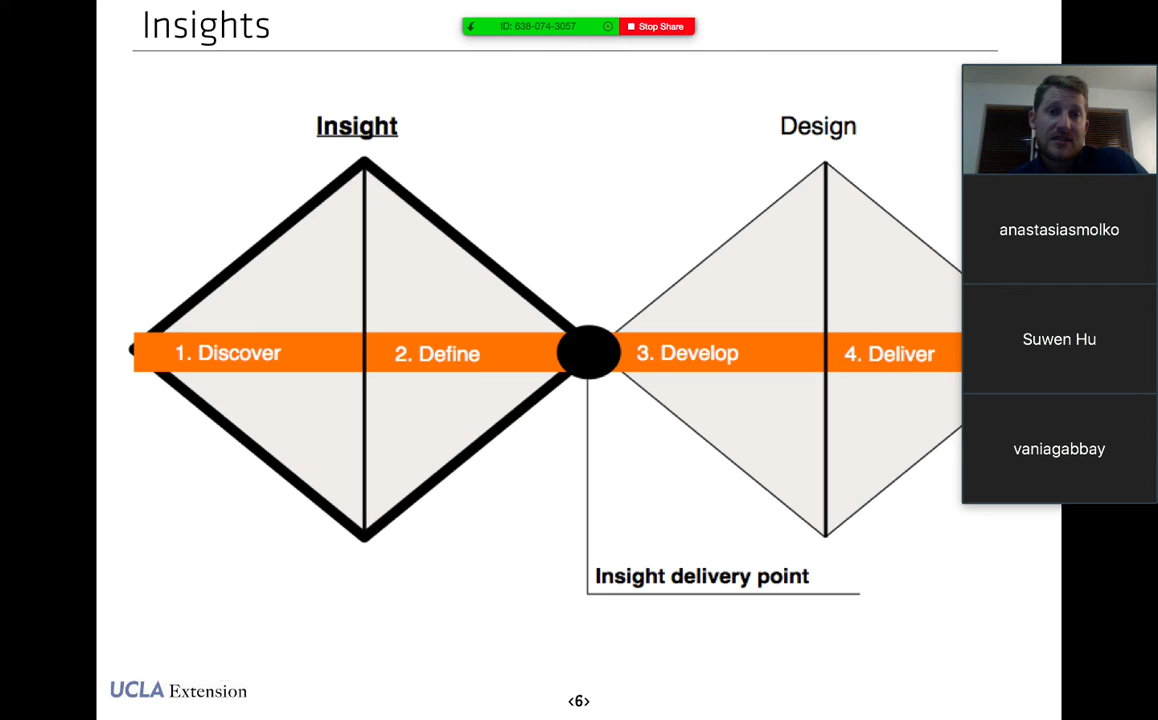 Insights
ID: 638-074-3057
Stop Share
Insight
Design
anastasiasmolko
Suwen Hu
1. Discover
2. Define
3. Develop
4. Deliver
vaniagabbay
Insight delivery point
UCLA Extension
‹6›